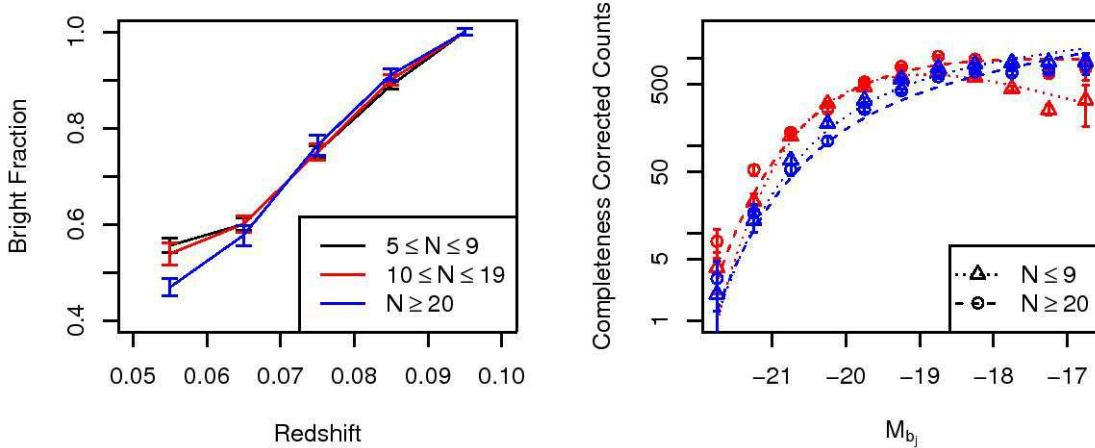 Bright Fraction
1.0
0.8
0.6
0.4
5 ≤ N ≤ 9
10 ≤ N ≤ 19
N ≥ 20
0.05 0.06 0.07 0.08 0.09 0.10
Redshift
Completeness Corrected Counts
500
50
5
1
N ≤ 9
N ≥ 20
−21 −20 −19 −18 −17
M_{b_j}